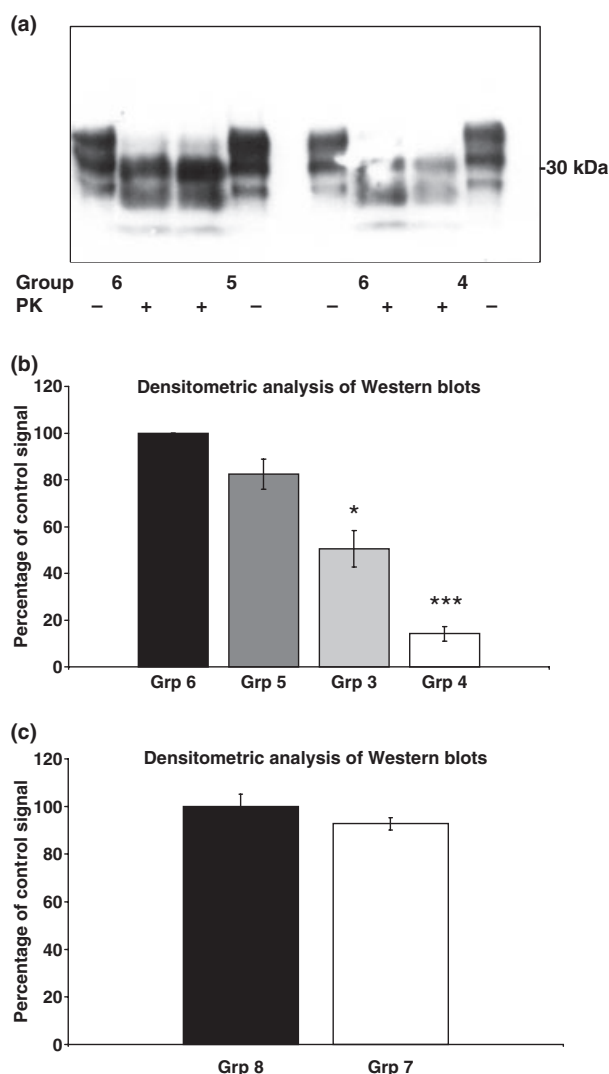 (a)
-30 kDa
Group 6 5 6 4
PK – + + – – + + –
(b)
Densitometric analysis of Western blots
Percentage of control signal
120
100
80
60
40
20
0
*
***
Grp 6 Grp 5 Grp 3 Grp 4
(c)
Densitometric analysis of Western blots
Percentage of control signal
120
100
80
60
40
20
0
Grp 8 Grp 7